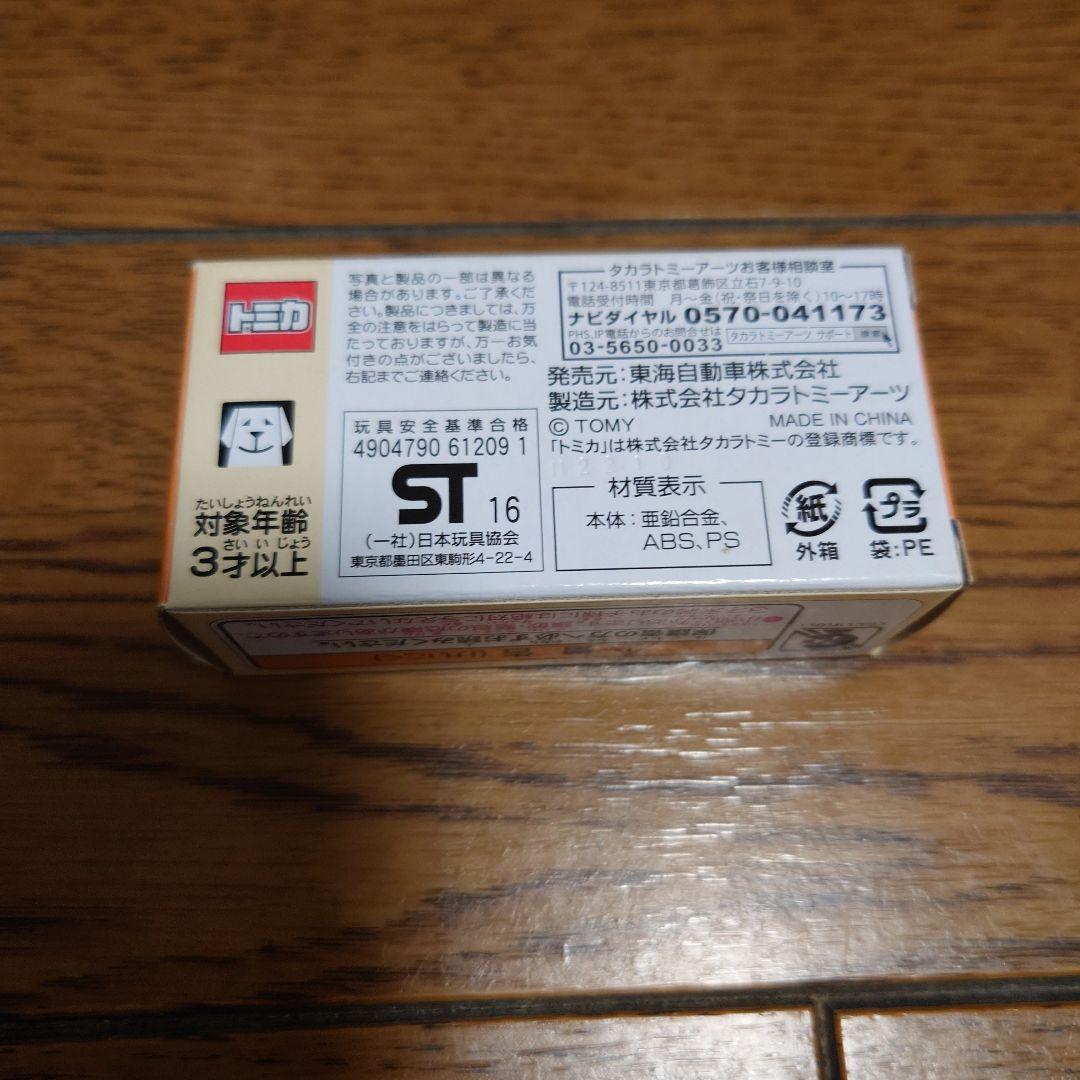 トミカ
たいしょうねんれい
対象年齢
さい い じょう
3才以上
写真と製品の一部は異なる
場合があります。ご了承くだ
さい。製品につきましては、万
全の注意をはらって製造に当
たっておりますが、万一お気
付きの点がございましたら、
右記までご連絡ください。
玩具安全基準合格
4904790 61209 1
ST 16
(一社)日本玩具協会
東京都墨田区東駒形4-22-4
タカラトミーアーツお客様相談室
〒124-8511東京都葛飾区立石7-9-10
電話受付時間 月〜金(祝・祭日を除く)10〜17時
ナビダイヤル 0570-041173
PHS、IP電話からのお問合せは
タカラトミーアーツ サポート 検索
03-5650-0033
発売元:東海自動車株式会社
製造元:株式会社タカラトミーアーツ
© TOMY MADE IN CHINA
「トミカ」は株式会社タカラトミーの登録商標です。
材質表示
本体:亜鉛合金、
ABS、PS
紙
外箱
プラ
袋:PE